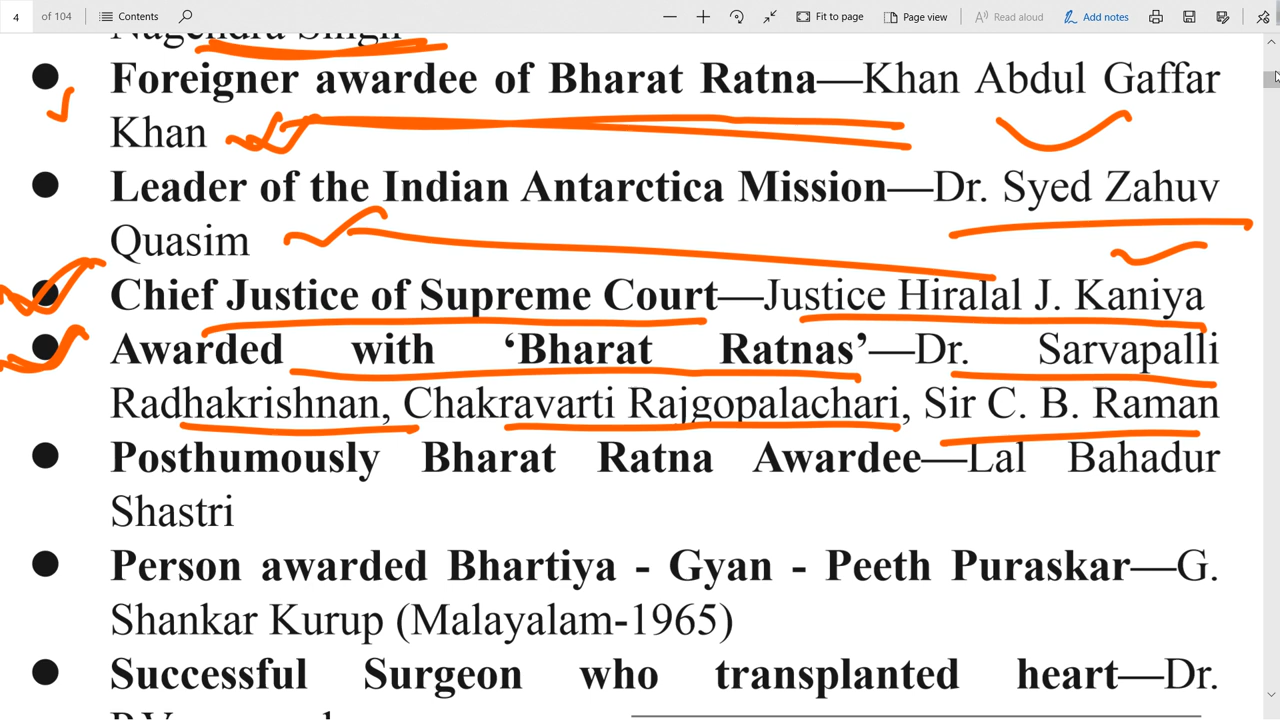 4 of 104 Contents Fit to page Page view Read aloud Add notes
Nagendra Singh
● Foreigner awardee of Bharat Ratna—Khan Abdul Gaffar
Khan
● Leader of the Indian Antarctica Mission—Dr. Syed Zahuv
Quasim
● Chief Justice of Supreme Court—Justice Hiralal J. Kaniya
● Awarded with ‘Bharat Ratnas’—Dr. Sarvapalli
Radhakrishnan, Chakravarti Rajgopalachari, Sir C. B. Raman
● Posthumously Bharat Ratna Awardee—Lal Bahadur
Shastri
● Person awarded Bhartiya - Gyan - Peeth Puraskar—G.
Shankar Kurup (Malayalam-1965)
● Successful Surgeon who transplanted heart—Dr.